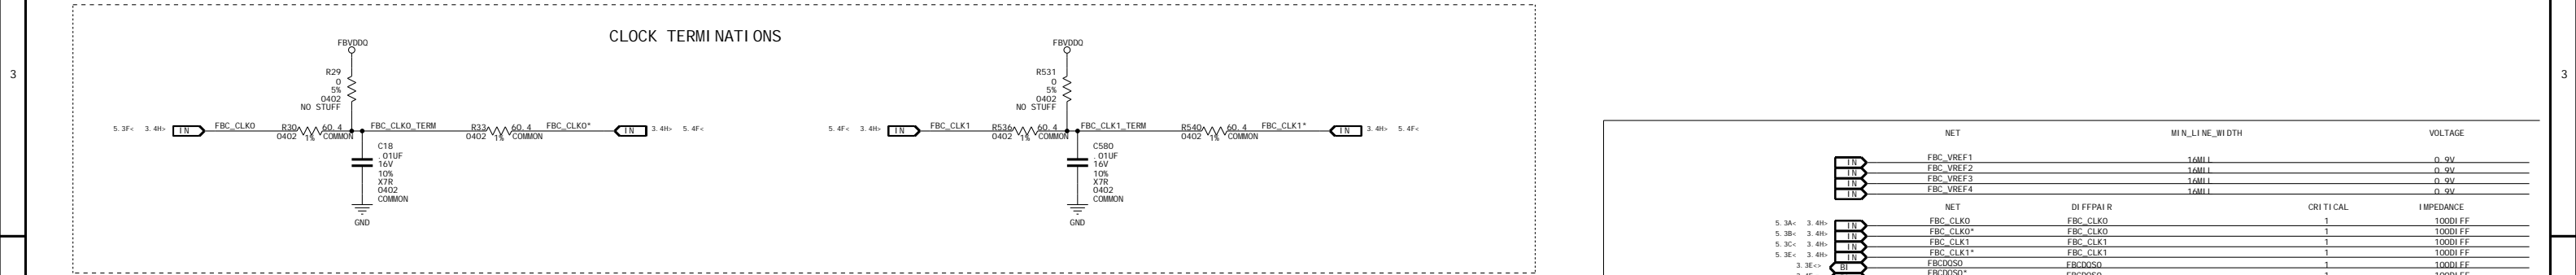 CLOCK TERMINATIONS
3
FBVDDQ
R29
0
5%
0402
NO STUFF
5.3F< 3.4H> IN FBC_CLK0 R30 60.4 FBC_CLK0_TERM R33 60.4 FBC_CLK0* IN 3.4H> 5.4F<
0402 1% COMMON 0402 1% COMMON
C18
.01UF
16V
10%
X7R
0402
COMMON
GND
FBVDDQ
R531
0
5%
0402
NO STUFF
5.4F< 3.4H> IN FBC_CLK1 R536 60.4 FBC_CLK1_TERM R540 60.4 FBC_CLK1* IN 3.4H> 5.4F<
0402 1% COMMON 0402 1% COMMON
C580
.01UF
16V
10%
X7R
0402
COMMON
GND
3
NET MIN_LINE_WIDTH VOLTAGE
IN FBC_VREF1 16MIL 0.9V
IN FBC_VREF2 16MIL 0.9V
IN FBC_VREF3 16MIL 0.9V
IN FBC_VREF4 16MIL 0.9V
NET DIFFPAIR CRITICAL IMPEDANCE
5.3A< 3.4H> IN FBC_CLK0 FBC_CLK0 1 100DIFF
5.3B< 3.4H> IN FBC_CLK0* FBC_CLK0 1 100DIFF
5.3C< 3.4H> IN FBC_CLK1 FBC_CLK1 1 100DIFF
5.3E< 3.4H> IN FBC_CLK1* FBC_CLK1 1 100DIFF
3.3E<> BI FBCDQS0 FBCDQS0 1 100DIFF
FBCDQS0* FBCDQS0 1 100DIFF